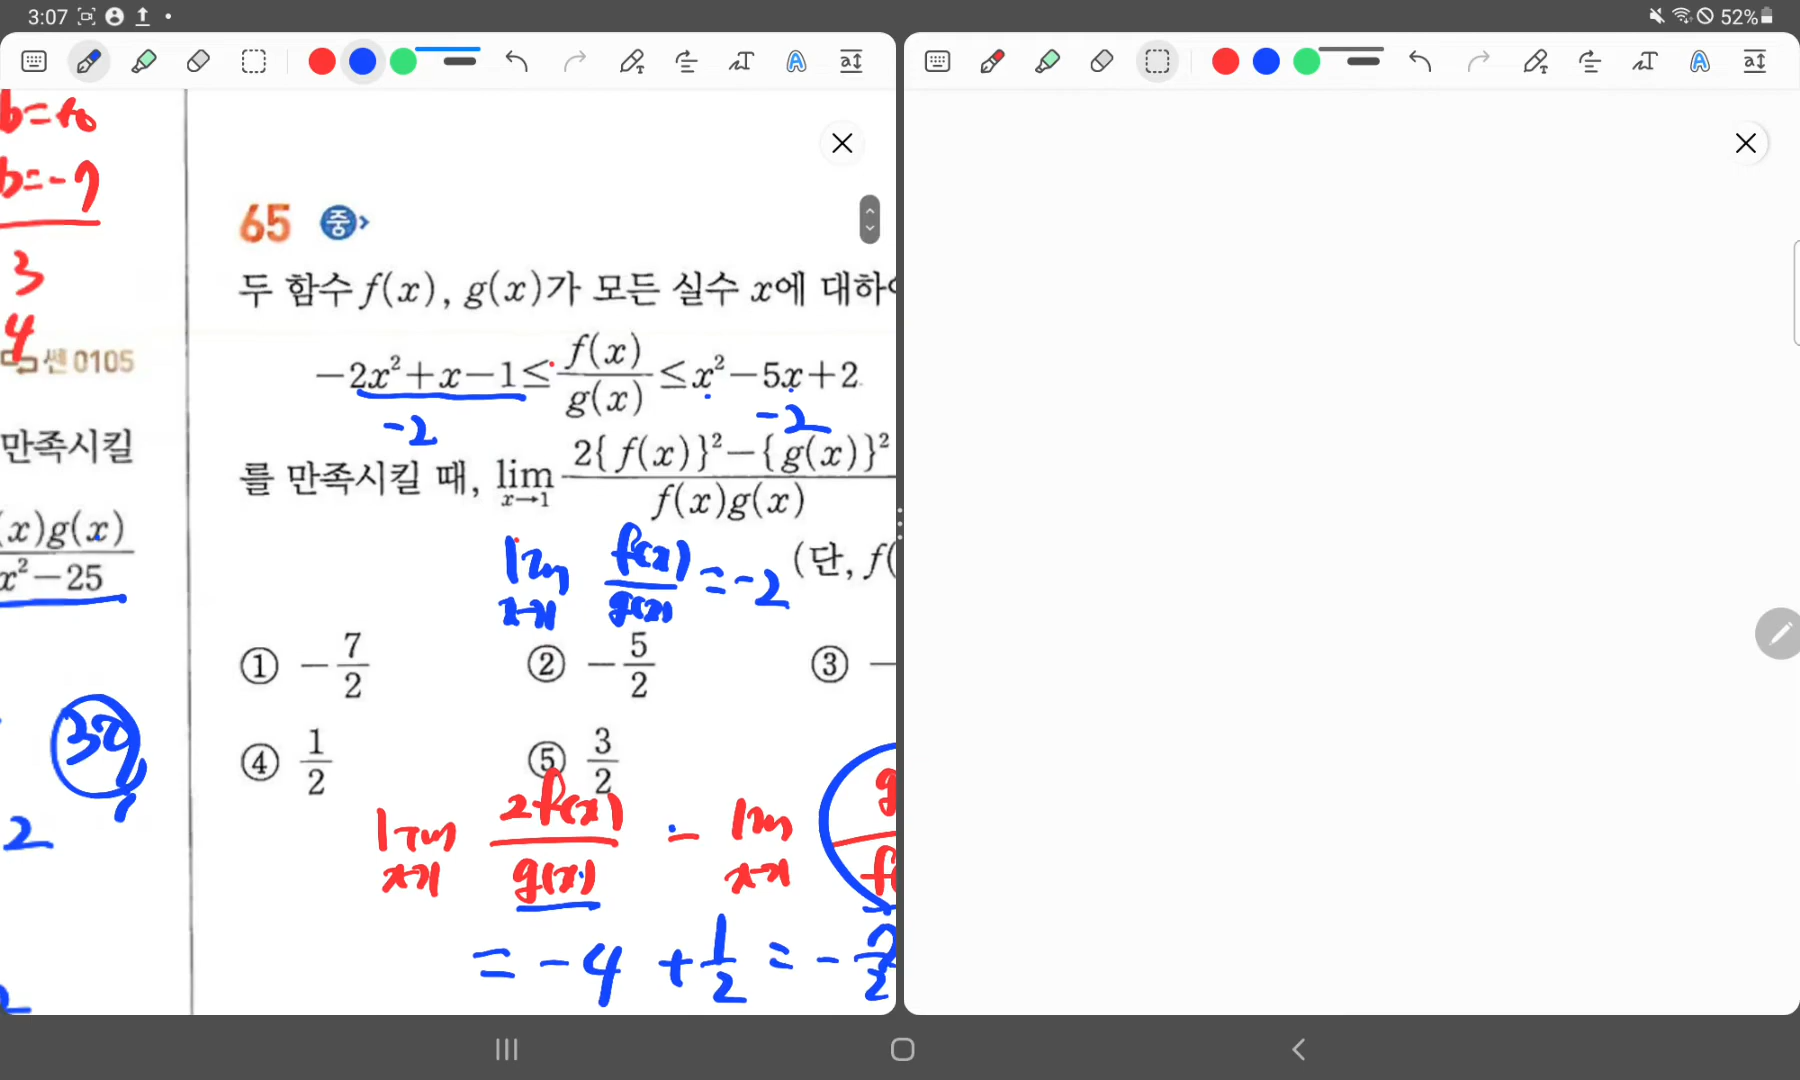 3:07
52%
b=
b=-7
3
4
쎈 0105
만족시킬
(x)g(x)
x²-25
39
2
65 중
두 함수 f(x), g(x)가 모든 실수 x에 대하
-2x²+x-1≤f(x)/g(x)≤x²-5x+2
-2 -2
를 만족시킬 때, lim x→1 2{f(x)}²-{g(x)}² / f(x)g(x)
lim x→1 f(x)/g(x) = -2
(단, f(
① -7/2 ② -5/2 ③ -
④ 1/2 ⑤ 3/2
lim x→1 2f(x)/g(x) - lim x→1 g/f(
= -4 + 1/2 = -7/2